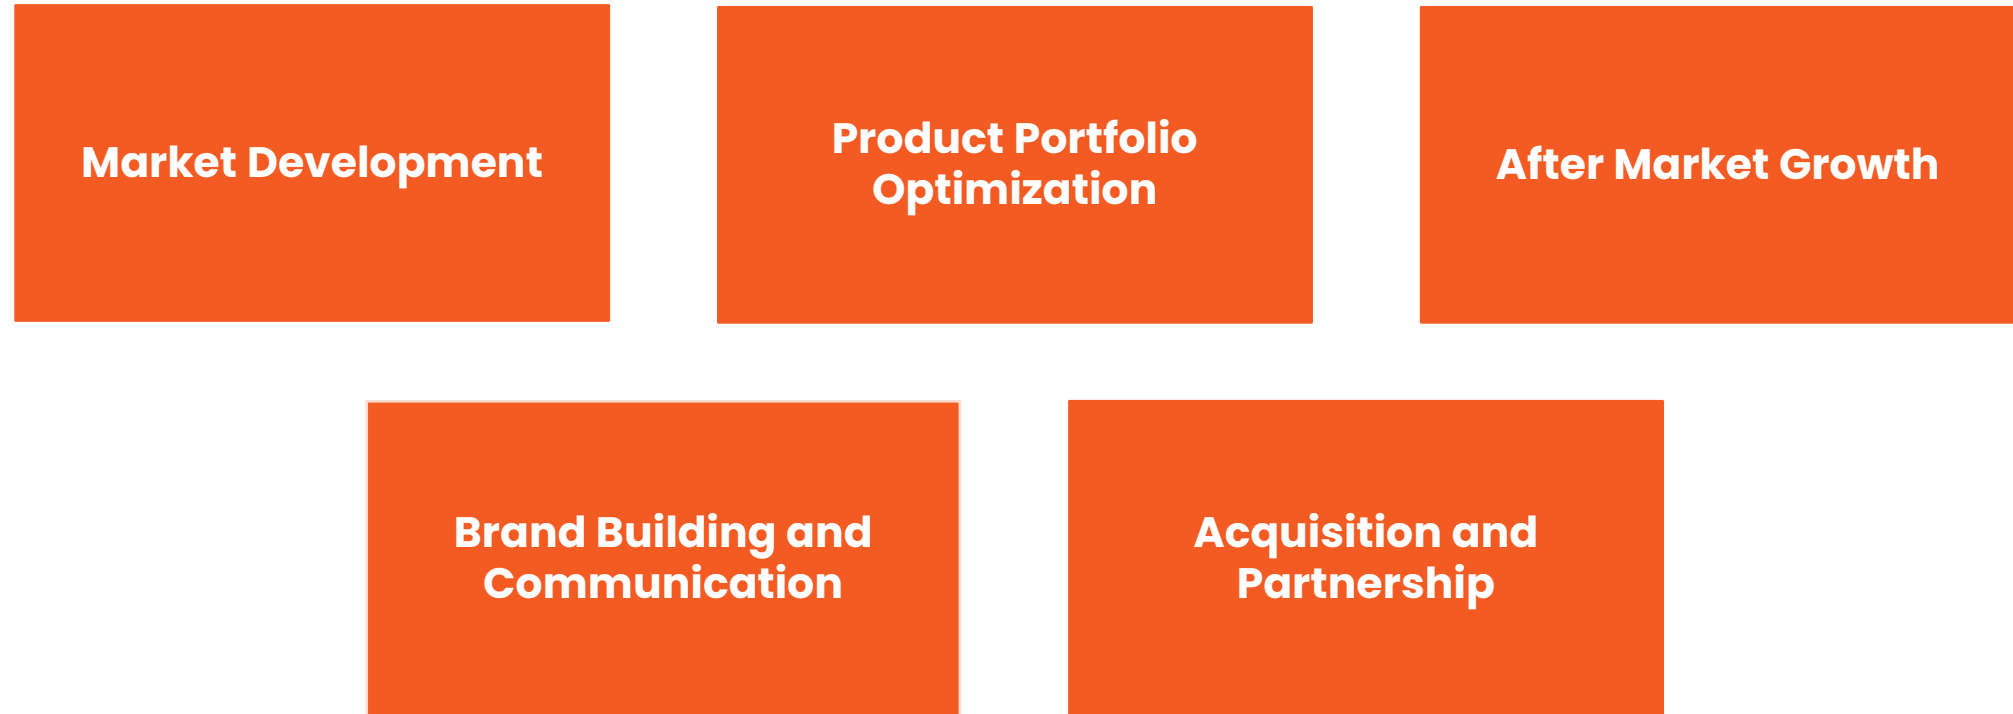 Market Development
Product Portfolio
Optimization
After Market Growth
Brand Building and
Communication
Acquisition and
Partnership